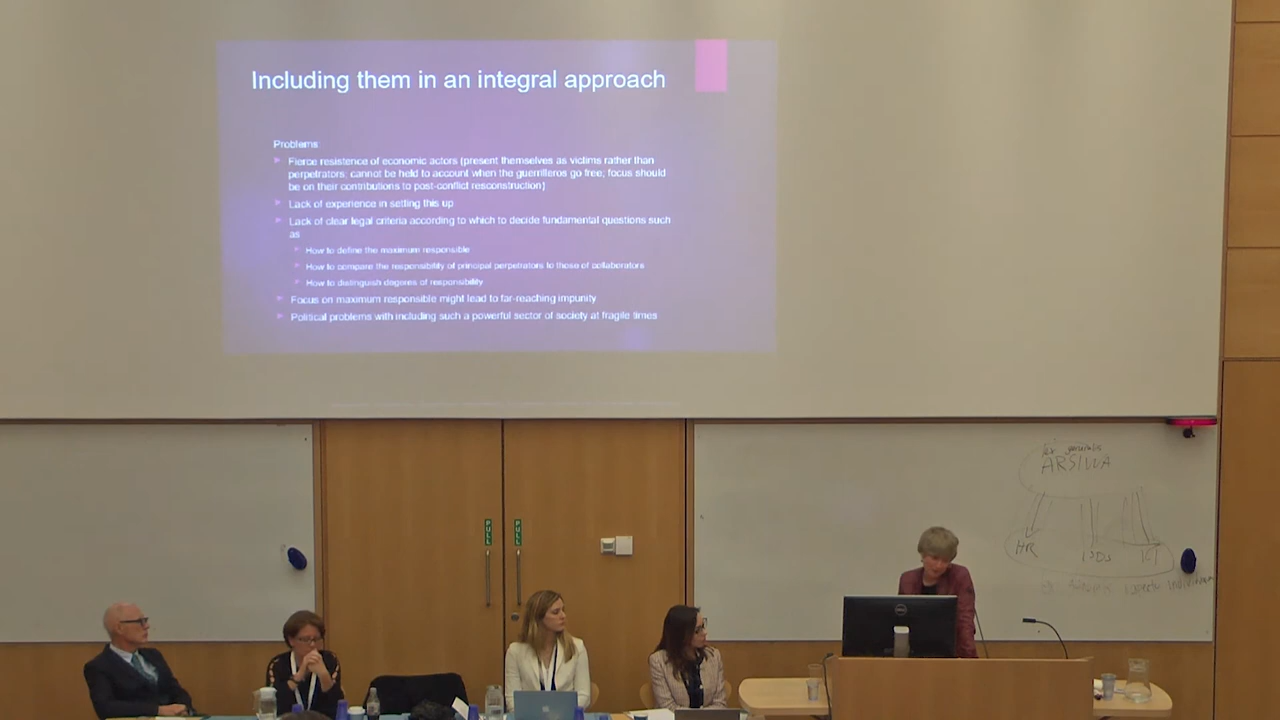 Including them in an integral approach
Problems:
Fierce resistence of economic actors (present themselves as victims rather than
perpetrators; cannot be held to account when the guerrilleros go free; focus should
be on their contributions to post-conflict resconstruction)
Lack of experience in setting this up
Lack of clear legal criteria according to which to decide fundamental questions such
as
How to define the maximum responsible
How to compare the responsibility of principal perpetrators to those of collaborators
How to distinguish degrees of responsibility
Focus on maximum responsible might lead to far-reaching impunity
Political problems with including such a powerful sector of society at fragile times
lex generalis
ARSIWA
HR
ISDS
PULL
PULL
DELL